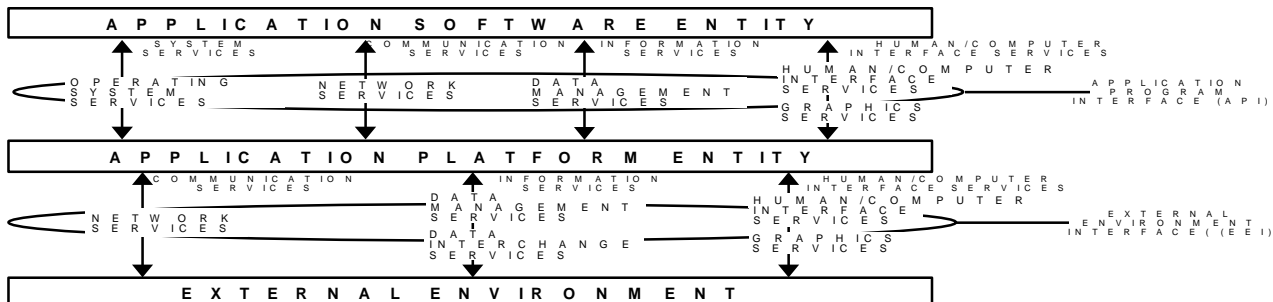 APPLICATION SOFTWARE ENTITY
SYSTEM
SERVICES
COMMUNICATION
SERVICES
INFORMATION
SERVICES
HUMAN/COMPUTER
INTERFACE SERVICES
OPERATING
SYSTEM
SERVICES
NETWORK
SERVICES
DATA
MANAGEMENT
SERVICES
HUMAN/COMPUTER
INTERFACE
SERVICES
GRAPHICS
SERVICES
APPLICATION
PROGRAM
INTERFACE (API)
APPLICATION PLATFORM ENTITY
COMMUNICATION
SERVICES
INFORMATION
SERVICES
HUMAN/COMPUTER
INTERFACE SERVICES
NETWORK
SERVICES
DATA
MANAGEMENT
SERVICES
DATA
INTERCHANGE
SERVICES
HUMAN/COMPUTER
INTERFACE
SERVICES
GRAPHICS
SERVICES
EXTERNAL
ENVIRONMENT
INTERFACE((EEI)
EXTERNAL ENVIRONMENT